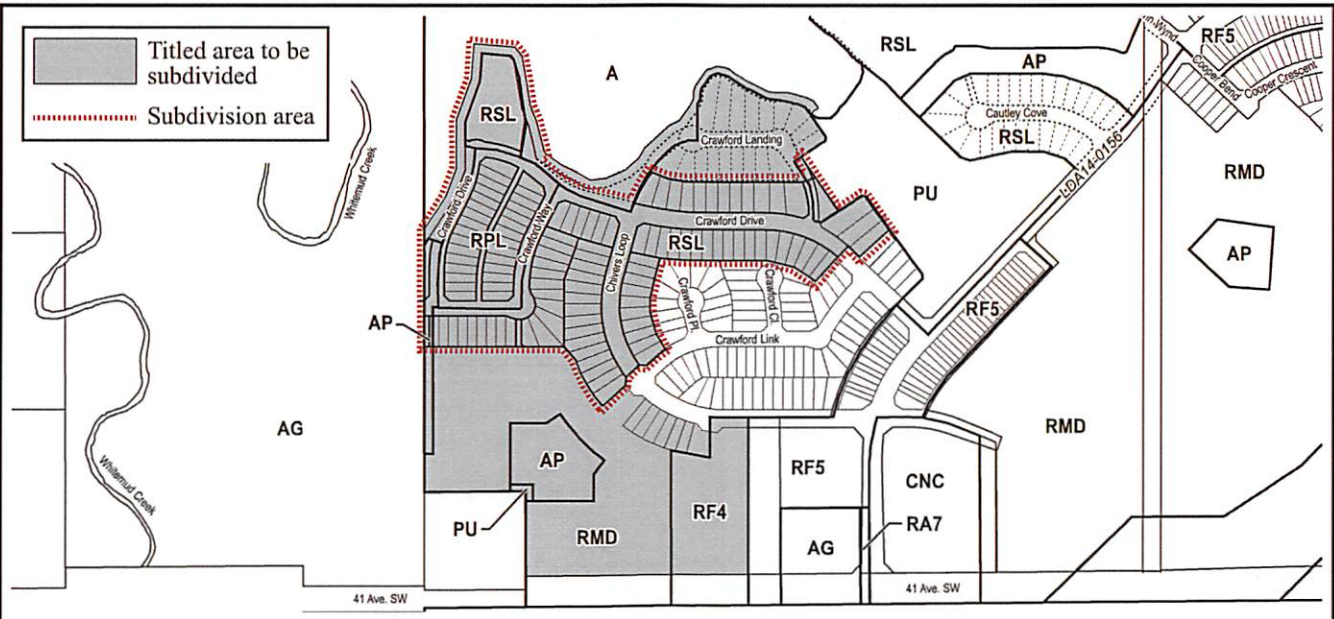 Titled area to be
subdivided
Subdivision area
A
RSL
AP
RF5
Cooper Bend
Cooper Crescent
RSL
Cautley Cove
RSL
Crawford Landing
LDA14-0156
RMD
Whitemud Creek
Crawford Drive
RPL
Crawford Way
Chivers Loop
Crawford Drive
RSL
PU
AP
Crawford Pl.
Crawford Cl.
Crawford Link
RF5
AP
AG
Whitemud Creek
AP
RMD
RF5
CNC
PU
RMD
RF4
RA7
AG
41 Ave. SW
41 Ave. SW